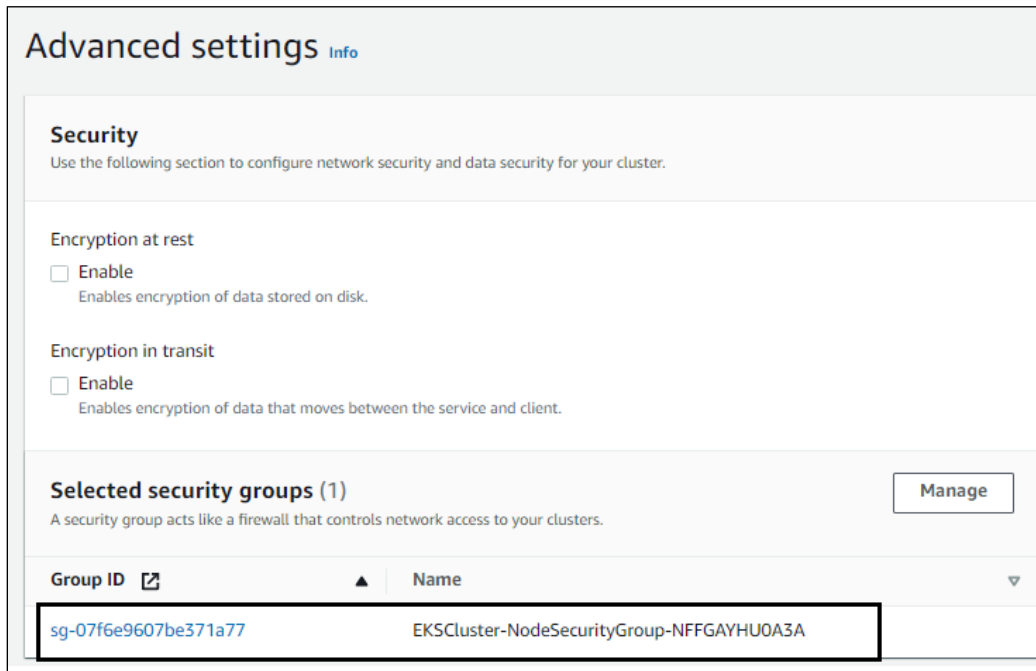 Advanced settings Info
Security
Use the following section to configure network security and data security for your cluster.
Encryption at rest
Enable
Enables encryption of data stored on disk.
Encryption in transit
Enable
Enables encryption of data that moves between the service and client.
Selected security groups (1) Manage
A security group acts like a firewall that controls network access to your clusters.
Group ID Name
sg-07f6e9607be371a77 EKSCluster-NodeSecurityGroup-NFFGAYHU0A3A